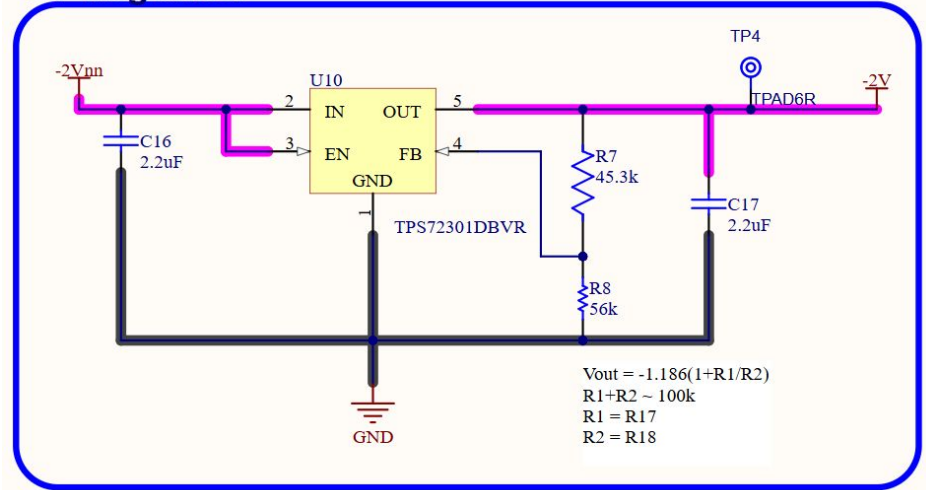 TP4
-2Vnn
U10
-2V
TPAD6R
2
IN
OUT
5
3
EN
FB
4
C16
2.2uF
R7
45.3k
GND
1
TPS72301DBVR
C17
2.2uF
R8
56k
Vout = -1.186(1+R1/R2)
R1+R2 ~ 100k
R1 = R17
R2 = R18
GND